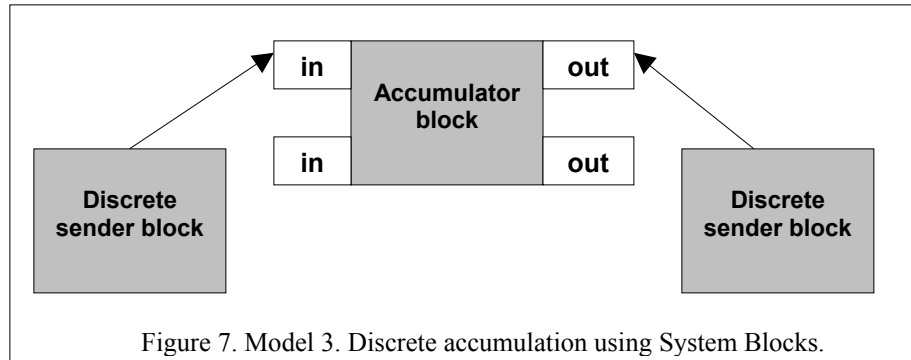 in
Accumulator
block
out
in
out
Discrete
sender block
Discrete
sender block
Figure 7. Model 3. Discrete accumulation using System Blocks.